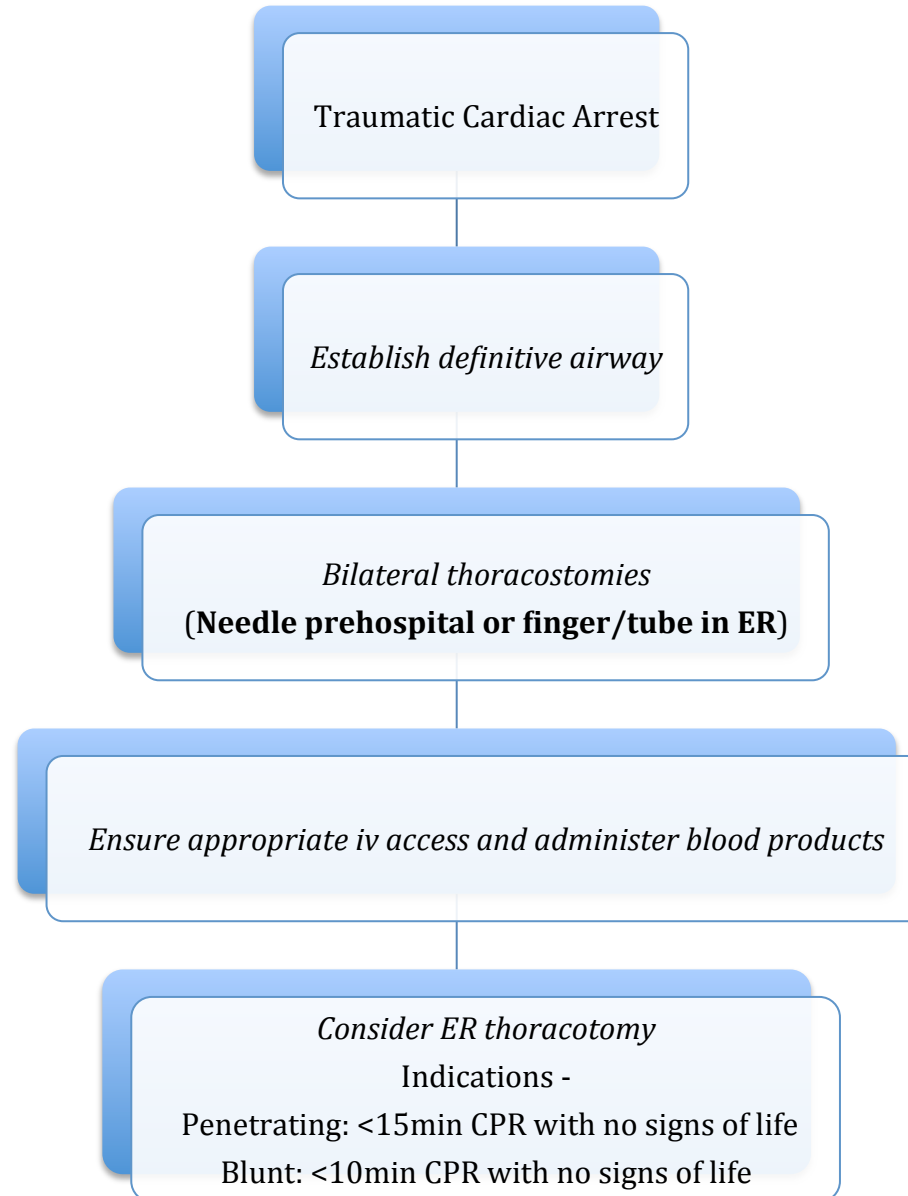 Traumatic Cardiac Arrest
Establish definitive airway
Bilateral thoracostomies
(Needle prehospital or finger/tube in ER)
Ensure appropriate iv access and administer blood products
Consider ER thoracotomy
Indications -
Penetrating: <15min CPR with no signs of life
Blunt: <10min CPR with no signs of life